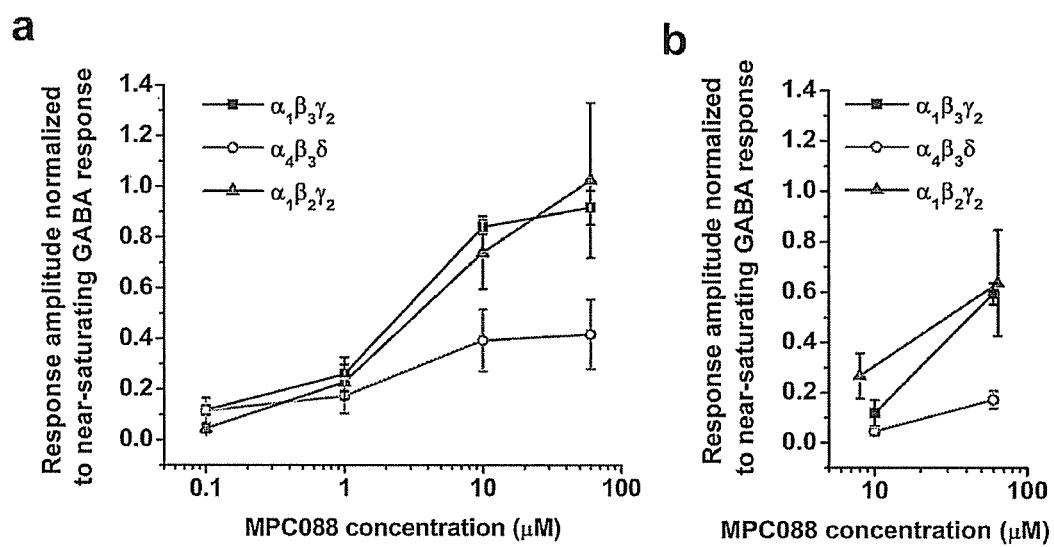 a
Response amplitude normalized
to near-saturating GABA response
1.4
1.2
1.0
0.8
0.6
0.4
0.2
0.0
α1β3γ2
α4β3δ
α1β2γ2
0.1
1
10
100
MPC088 concentration (μM)
b
Response amplitude normalized
to near-saturating GABA response
1.4
1.2
1.0
0.8
0.6
0.4
0.2
0.0
α1β3γ2
α4β3δ
α1β2γ2
10
100
MPC088 concentration (μM)